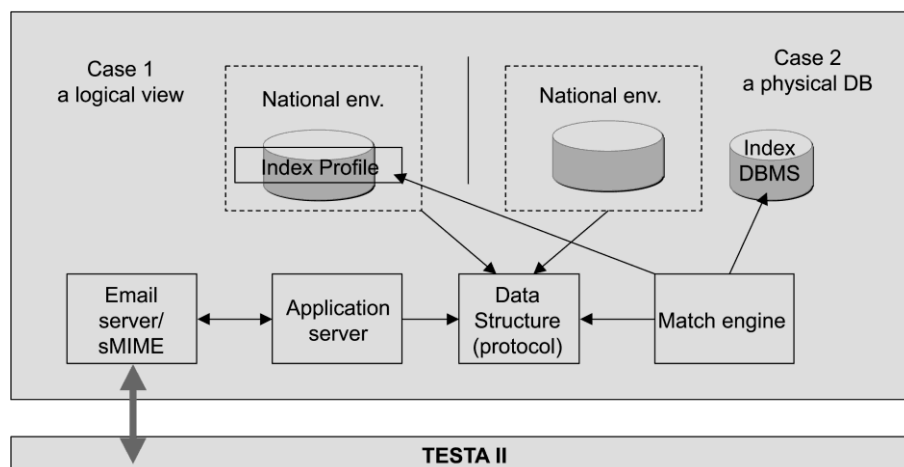 Case 1
a logical view
National env.
Index Profile
National env.
Case 2
a physical DB
Index
DBMS
Email
server/
sMIME
Application
server
Data
Structure
(protocol)
Match engine
TESTA II